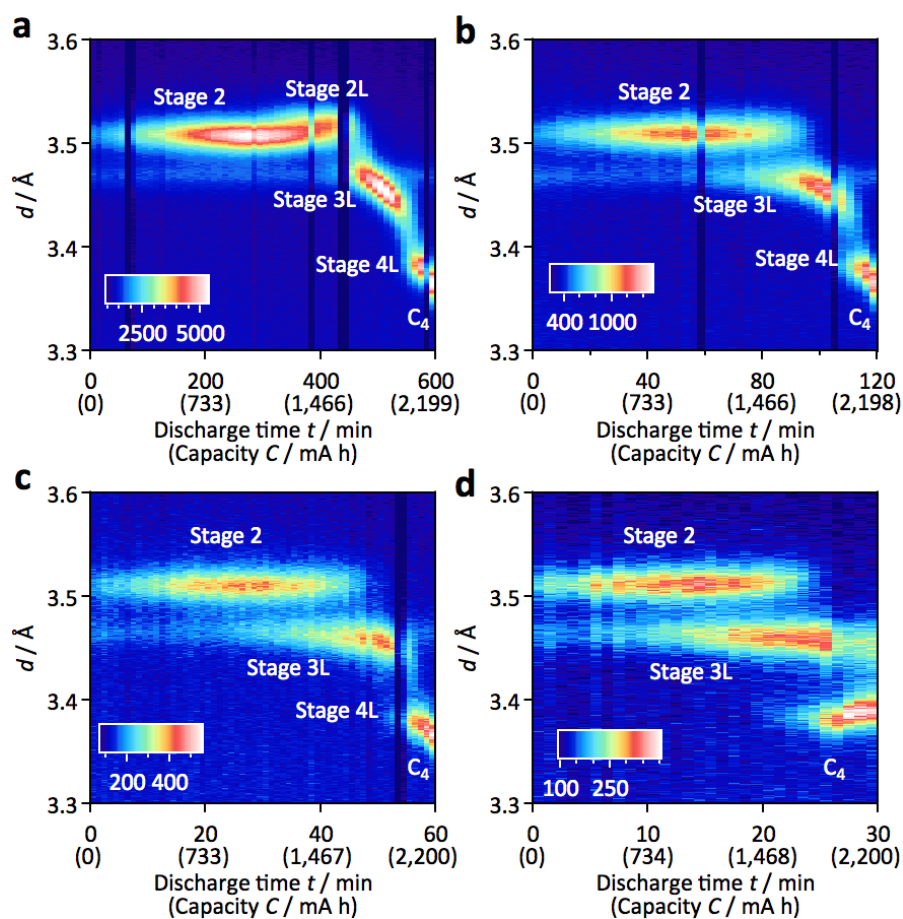 a
3.6
3.5
3.4
3.3
d / Å
Stage 2
Stage 2L
Stage 3L
Stage 4L
C4
2500 5000
0 200 400 600
(0) (733) (1,466) (2,199)
Discharge time t / min
(Capacity C / mA h)
b
3.6
3.5
3.4
3.3
d / Å
Stage 2
Stage 3L
Stage 4L
C4
400 1000
0 40 80 120
(0) (733) (1,466) (2,198)
Discharge time t / min
(Capacity C / mA h)
c
3.6
3.5
3.4
3.3
d / Å
Stage 2
Stage 3L
Stage 4L
C4
200 400
0 20 40 60
(0) (733) (1,467) (2,200)
Discharge time t / min
(Capacity C / mA h)
d
3.6
3.5
3.4
3.3
d / Å
Stage 2
Stage 3L
C4
100 250
0 10 20 30
(0) (734) (1,468) (2,200)
Discharge time t / min
(Capacity C / mA h)